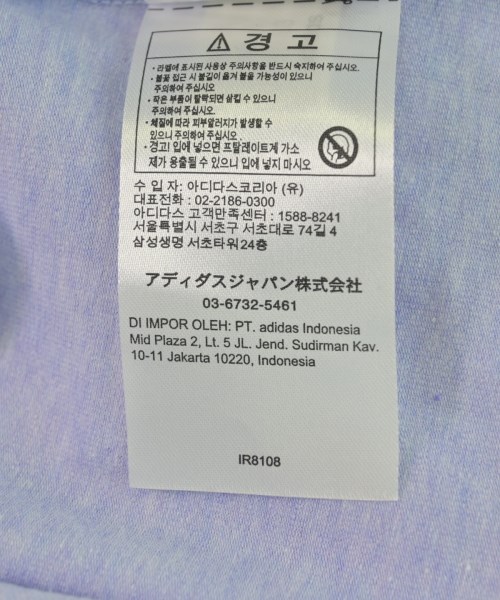 경 고
· 라벨에 표시된 사용상 주의사항을 반드시 숙지하여 주십시오.
· 불꽃 접근 시 불길이 옮겨 붙을 가능성이 있으니
주의하여 주십시오
· 작은 부품이 탈락되면 삼킬 수 있으니
주의하여 주십시오.
· 체질에 따라 피부알러지가 발생할 수
있으니 주의하여 주십시오.
· 경고! 입에 넣으면 프탈레이트계 가소
제가 용출될 수 있으니 입에 넣지 마시오
수 입 자: 아디다스코리아 (유)
대표전화 : 02-2186-0300
아디다스 고객만족센터 : 1588-8241
서울특별시 서초구 서초대로 74길 4
삼성생명 서초타워24층
アディダスジャパン株式会社
03-6732-5461
DI IMPOR OLEH: PT. adidas Indonesia
Mid Plaza 2, Lt. 5 JL. Jend. Sudirman Kav.
10-11 Jakarta 10220, Indonesia
IR8108